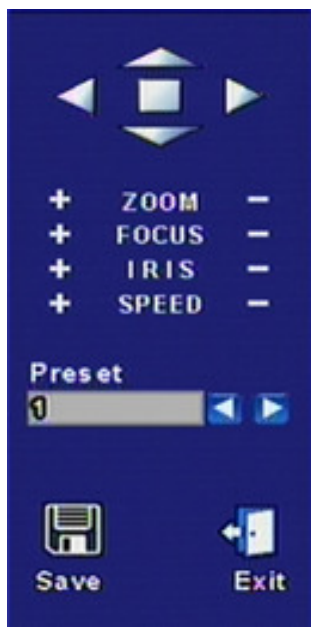 + ZOOM −
+ FOCUS −
+ IRIS −
+ SPEED −
Preset
1
Save Exit